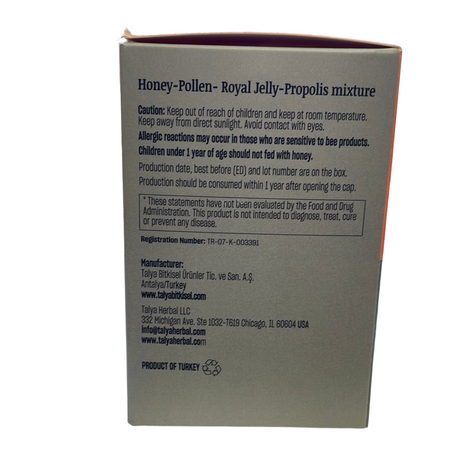 Honey-Pollen- Royal Jelly-Propolis mixture
Caution: Keep out of reach of children and keep at room temperature.
Keep away from direct sunlight. Avoid contact with eyes.
Allergic reactions may occur in those who are sensitive to bee products.
Children under 1 year of age should not fed with honey.
Production date, best before (ED) and lot number are on the box.
Production should be consumed within 1 year after opening the cap.
* These statements have not been evaluated by the Food and Drug
Administration. This product is not intended to diagnose, treat, cure
or prevent any disease.
Registration Number: TR-07-K-003391
Manufacturer:
Talya Bitkisel Ürünler Tic. ve San. A.Ş.
Antalya/Turkey
www.talyabitkisel.com
Talya Herbal LLC
332 Michigan Ave. Ste 1032-T619 Chicago, IL 60604 USA
info@talyaherbal.com
www.talyaherbal.com
PRODUCT OF TURKEY